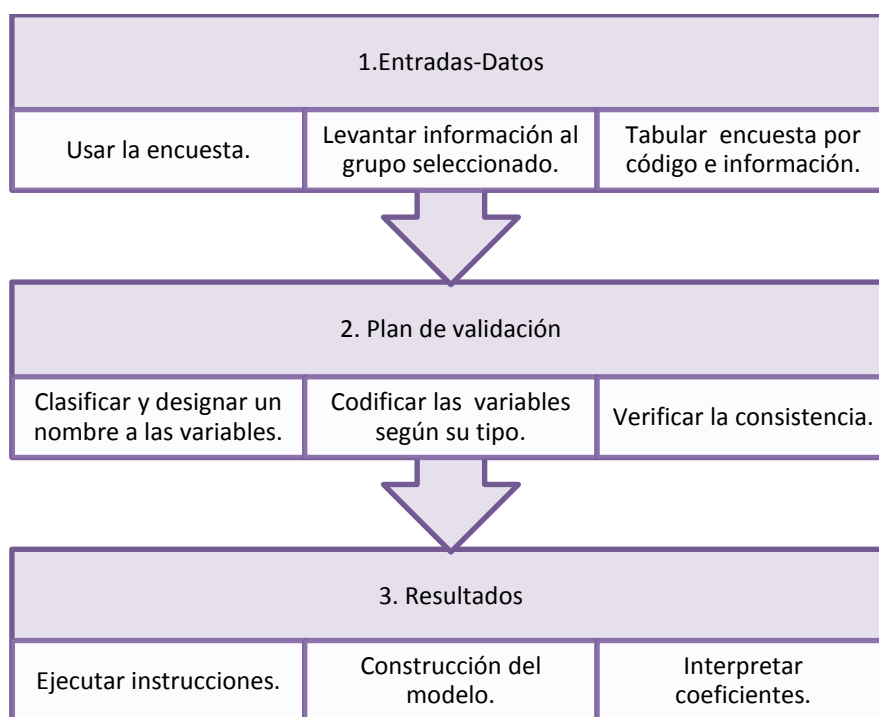 1.Entradas-Datos
Usar la encuesta.
Levantar información al
grupo seleccionado.
Tabular encuesta por
código e información.
2. Plan de validación
Clasificar y designar un
nombre a las variables.
Codificar las variables
según su tipo.
Verificar la consistencia.
3. Resultados
Ejecutar instrucciones.
Construcción del
modelo.
Interpretar
coeficientes.